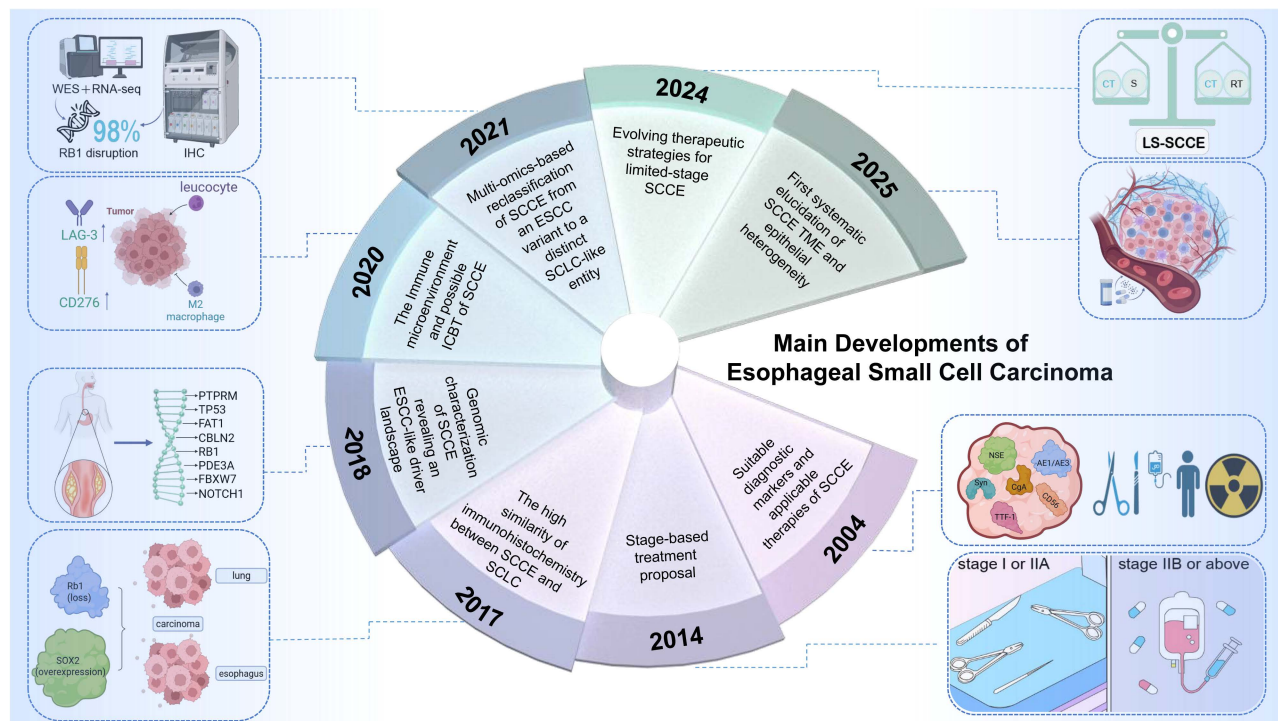 WES+RNA-seq
98%
RB1 disruption
IHC
leucocyte
Tumor
LAG-3
CD276
M2
macrophage
PTPRM
TP53
FAT1
CBLN2
RB1
PDE3A
FBXW7
NOTCH1
Rb1
(loss)
SOX2
(overexpression)
carcinoma
lung
esophagus
2004
Suitable
diagnostic
markers and
applicable
therapies of SCCE
2014
Stage-based
treatment
proposal
2017
The high
similarity of
immunohistochemistry
between SCCE and
SCLC
2018
Genomic
characterization
of SCCE
revealing an
ESCC-like driver
landscape
2020
The immune
microenvironment
and possible
ICBT of SCCE
2021
Multi-omics-based
reclassification
of SCCE from
an ESCC
variant to a
distinct
SCLC-like
entity
2024
Evolving therapeutic
strategies for
limited-stage
SCCE
2025
First systematic
elucidation of
SCCE TME and
epithelial
heterogeneity
Main Developments of
Esophageal Small Cell Carcinoma
CT S CT RT
LS-SCCE
NSE
AE1/AE3
Syn
CgA
CD56
TTF-1
stage I or IIA
stage IIB or above